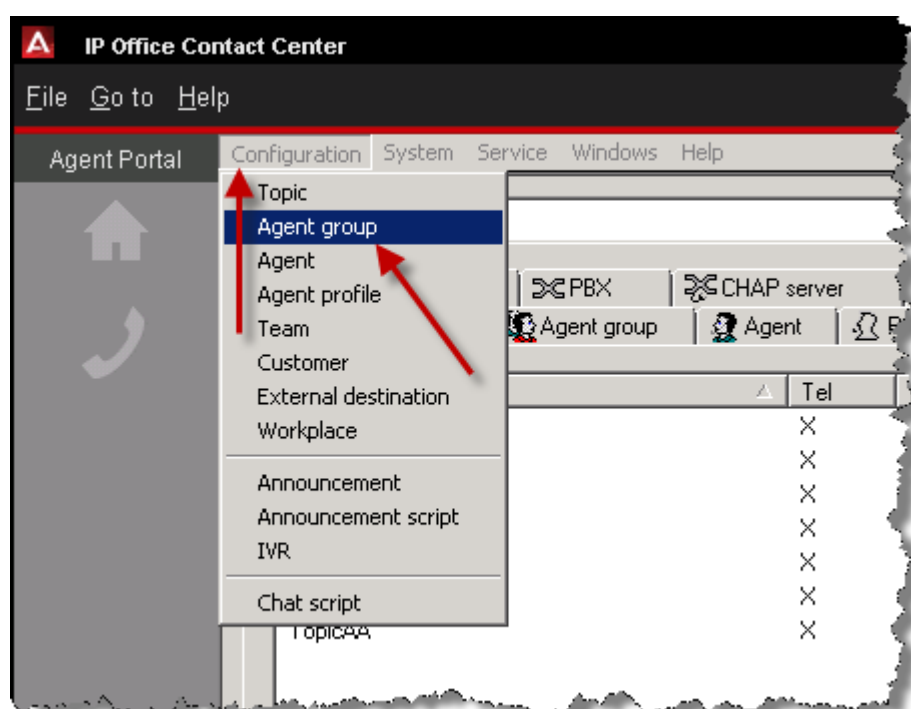 IP Office Contact Center
File Go to Help
Agent Portal
Configuration System Service Windows Help
Topic
Agent group
Agent
Agent profile
Team
Customer
External destination
Workplace
Announcement
Announcement script
IVR
Chat script
PBX CHAP server
Agent group Agent
Tel
X
X
X
X
X
X
TopicAA X